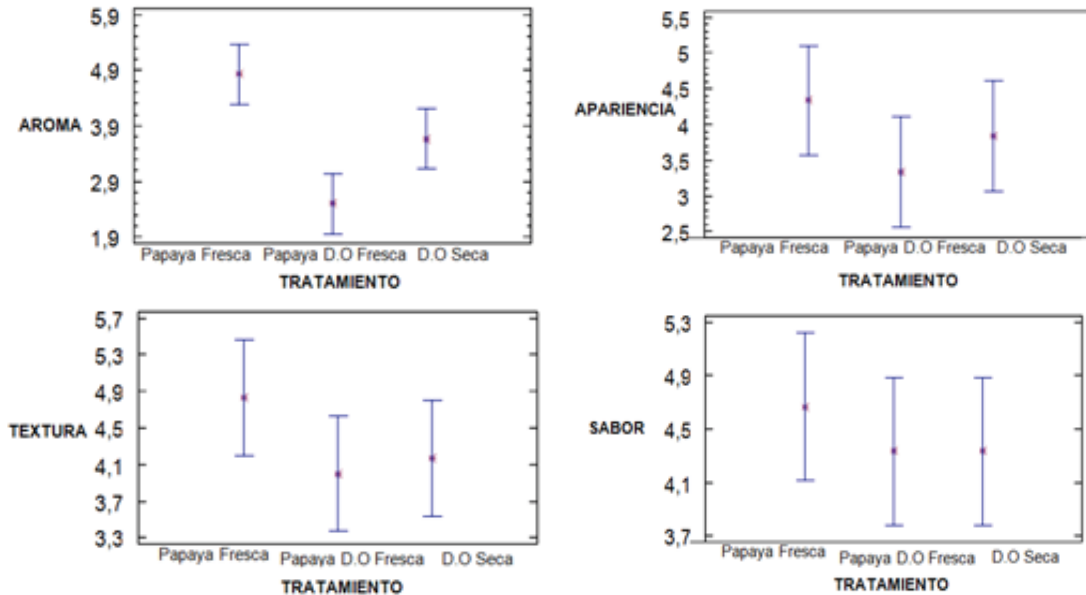 5,9
4,9
AROMA
3,9
2,9
1,9
Papaya Fresca Papaya D.O Fresca D.O Seca
TRATAMIENTO
5,5
5
4,5
APARIENCIA
4
3,5
3
2,5
Papaya Fresca Papaya D.O Fresca D.O Seca
TRATAMIENTO
5,7
5,3
4,9
TEXTURA
4,5
4,1
3,7
3,3
Papaya Fresca Papaya D.O Fresca D.O Seca
TRATAMIENTO
5,3
4,9
SABOR
4,5
4,1
3,7
Papaya Fresca Papaya D.O Fresca D.O Seca
TRATAMIENTO